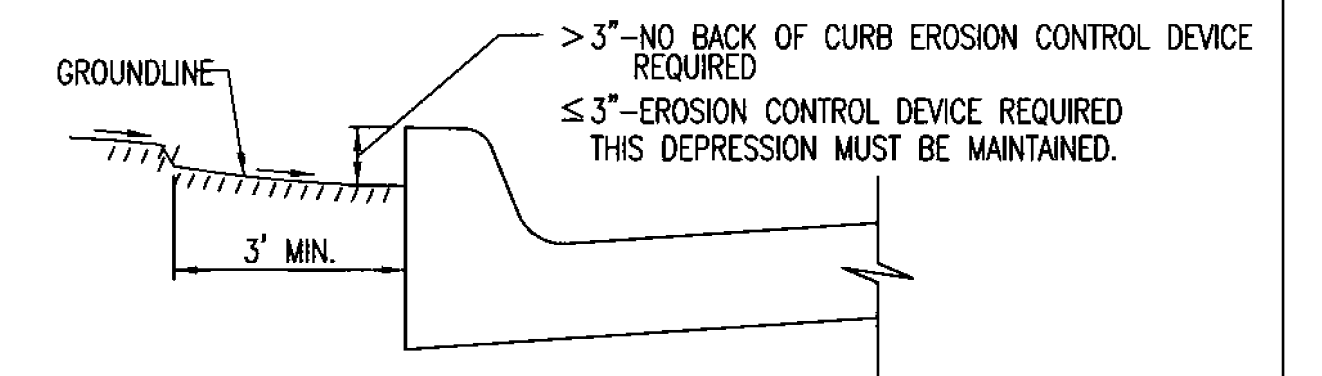 >3"-NO BACK OF CURB EROSION CONTROL DEVICE
REQUIRED
GROUNDLINE
≤3"-EROSION CONTROL DEVICE REQUIRED
THIS DEPRESSION MUST BE MAINTAINED.
3' MIN.